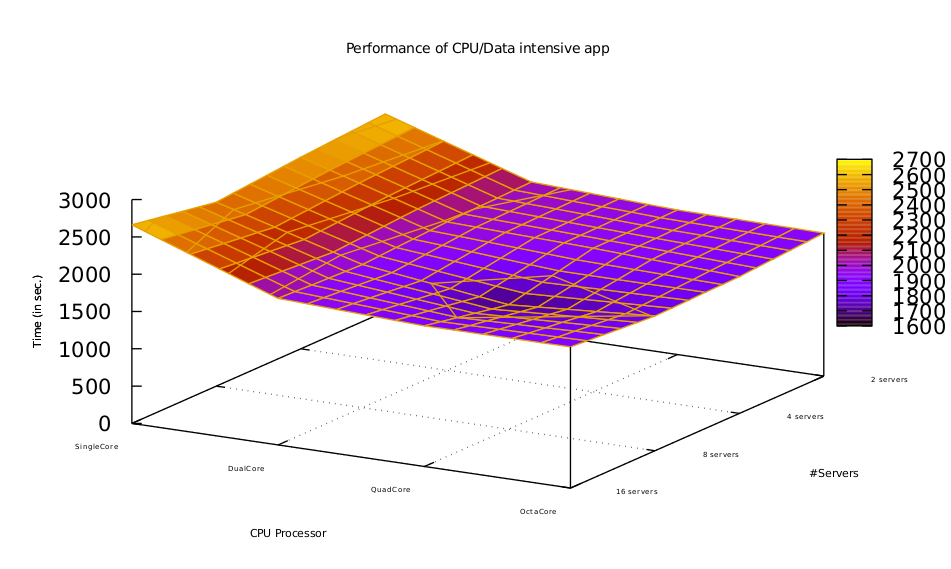 Performance of CPU/Data intensive app
3000
2500
2000
1500
1000
500
0
Time (in sec.)
2700
2600
2500
2400
2300
2200
2100
2000
1900
1800
1700
1600
SingleCore
DualCore
QuadCore
OctaCore
CPU Processor
2 servers
4 servers
8 servers
16 servers
#Servers